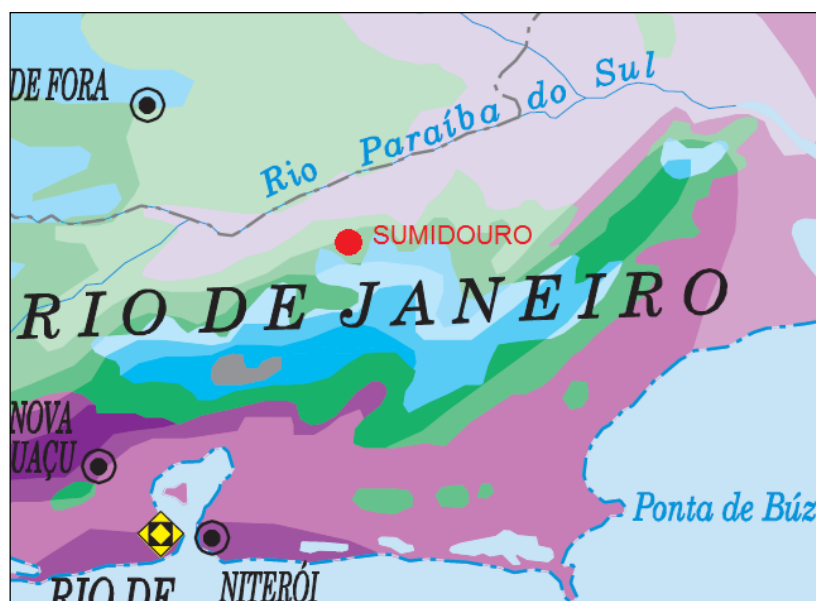 DE FORA
Rio Paraíba do Sul
SUMIDOURO
RIO DE JANEIRO
NOVA
UAÇU
Ponta de Búz
RIO DE
NITERÓI